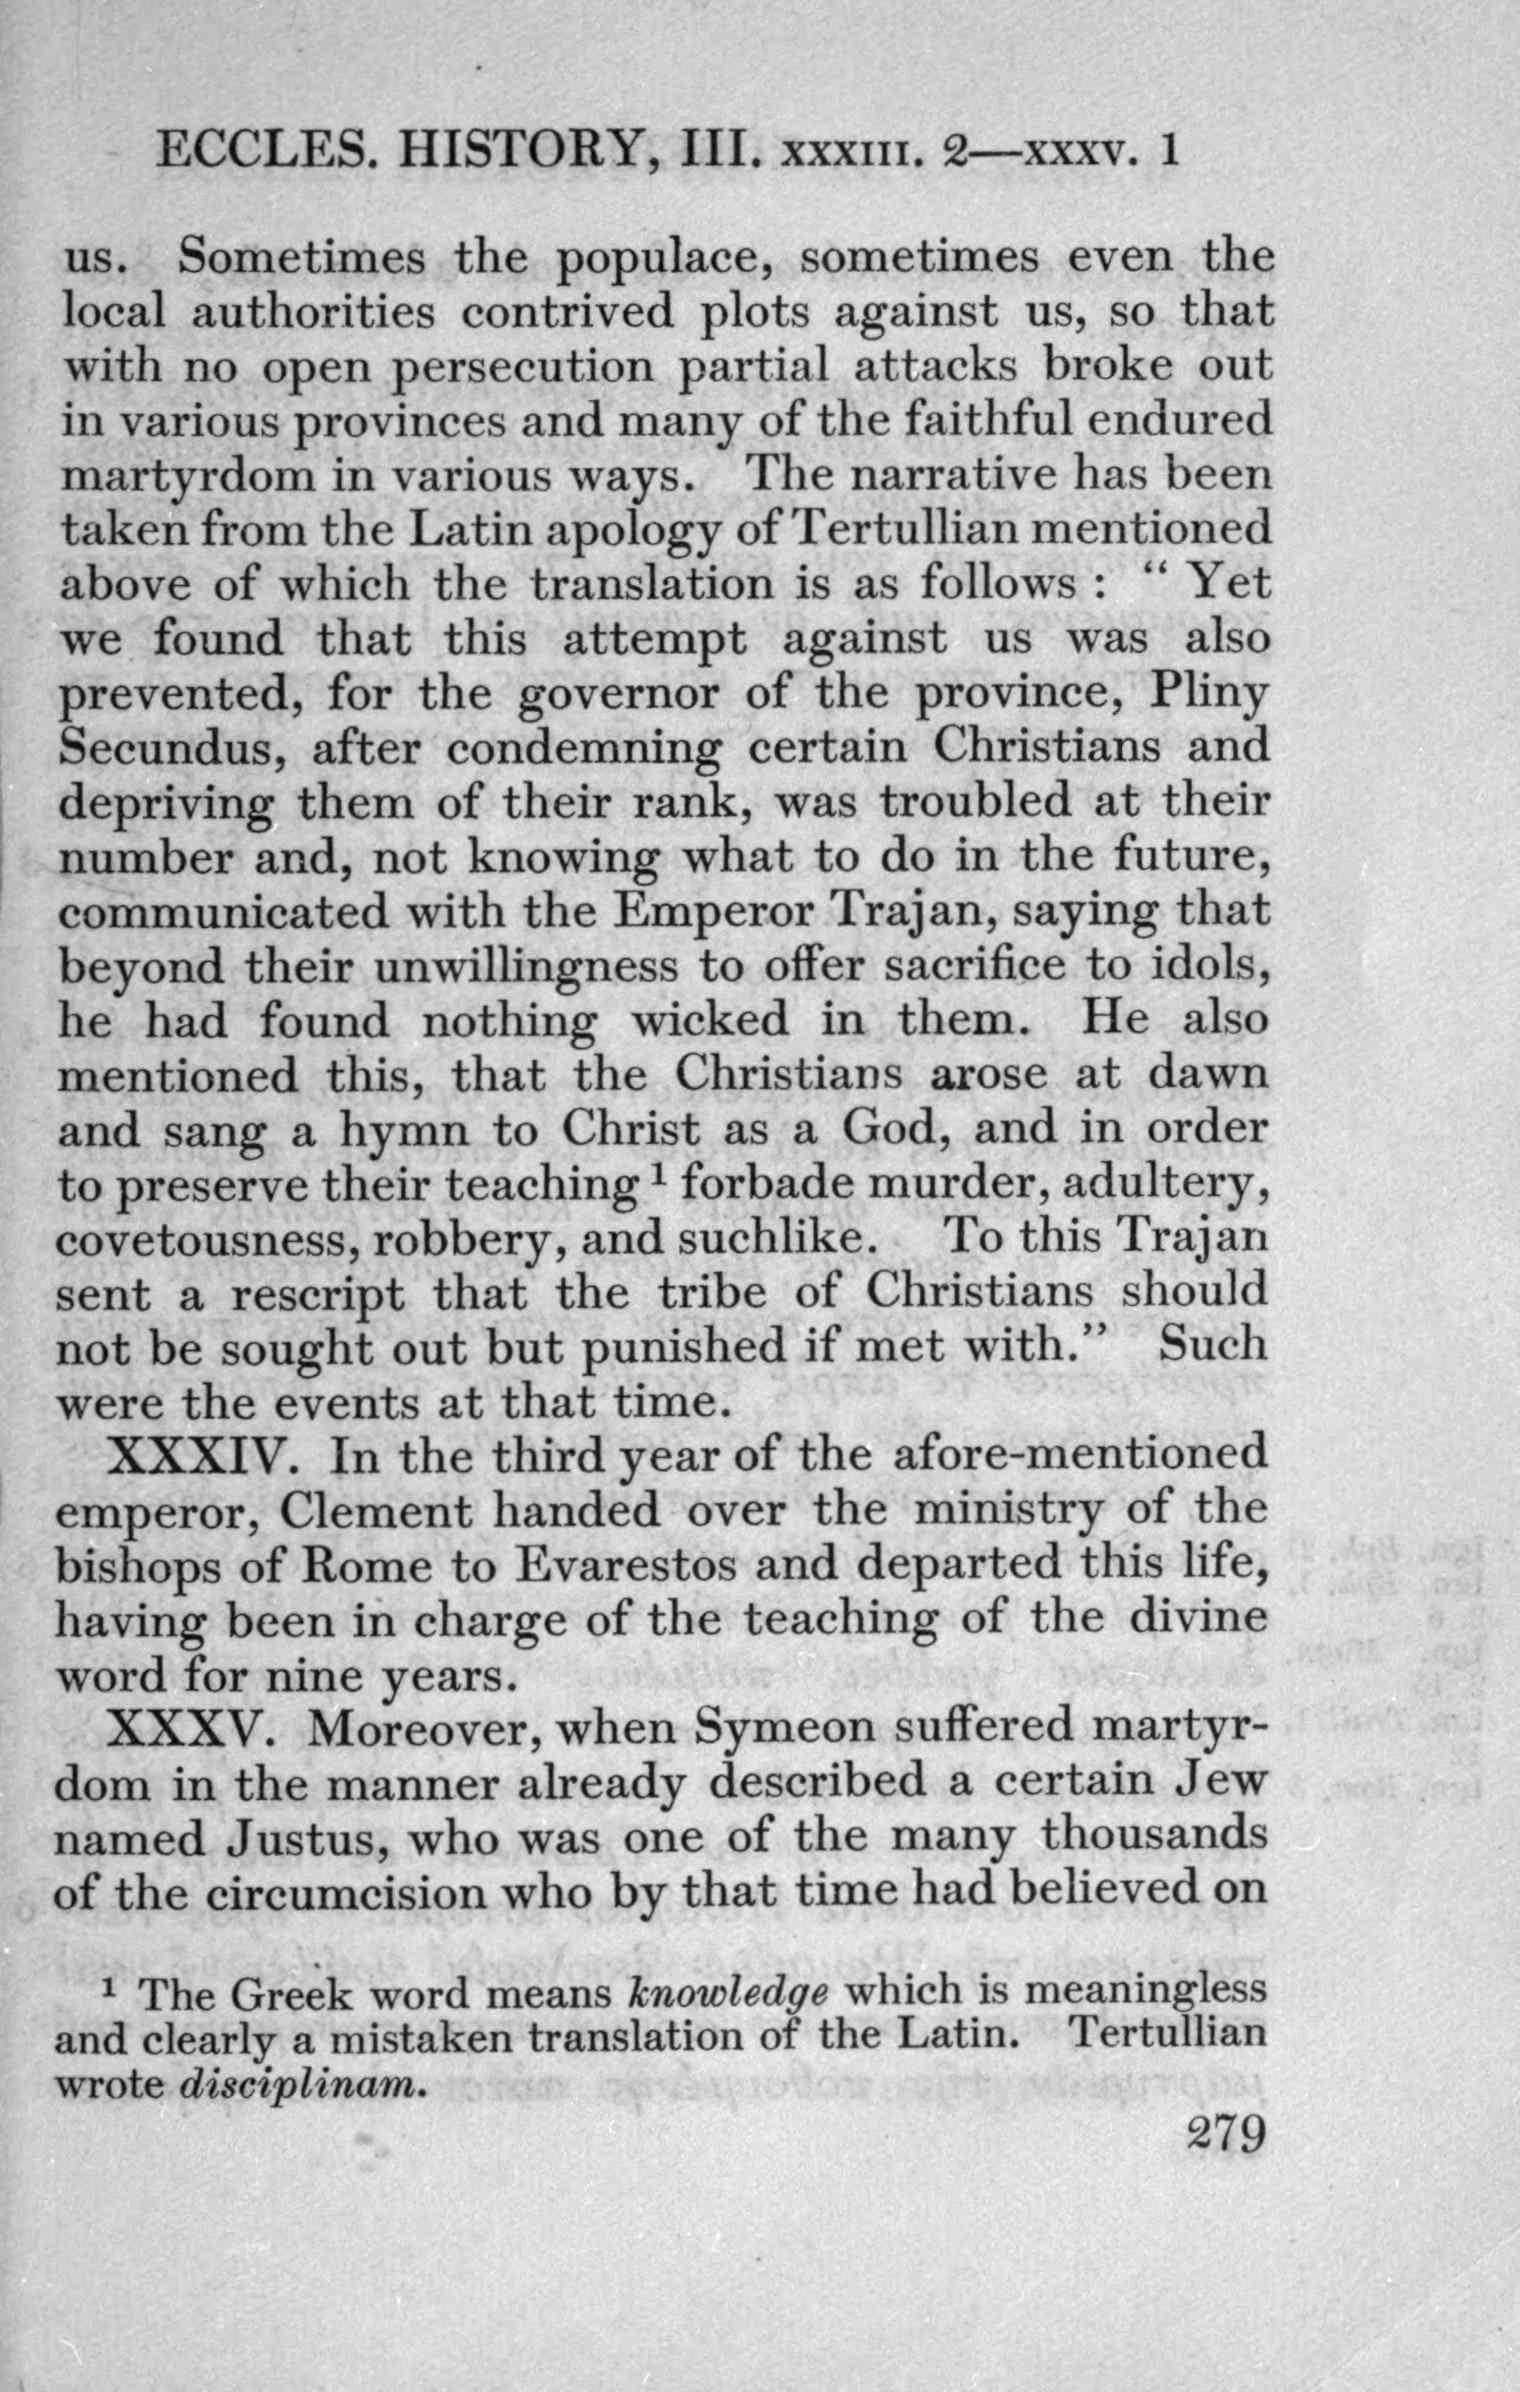 ECCLES. HISTORY, III. XXXIII. 2—XXXV. 1
us. Sometimes the populace, sometimes even the
local authorities contrived plots against us, so that
with no open persecution partial attacks broke out
in various provinces and many of the faithful endured
martyrdom in various ways. The narrative has been
taken from the Latin apology of Tertullian mentioned
above of which the translation is as follows : “ Yet
we found that this attempt against us was also
prevented, for the governor of the province, Pliny
Secundus, after condemning certain Christians and
depriving them of their rank, was troubled at their
number and, not knowing what to do in the future,
communicated with the Emperor Trajan, saying that
beyond their unwillingness to offer sacrifice to idols,
he had found nothing wicked in them. He also
mentioned this, that the Christians arose at dawn
and sang a hymn to Christ as a God, and in order
to preserve their teaching ¹ forbade murder, adultery,
covetousness, robbery, and suchlike. To this Trajan
sent a rescript that the tribe of Christians should
not be sought out but punished if met with.” Such
were the events at that time.
XXXIV. In the third year of the afore-mentioned
emperor, Clement handed over the ministry of the
bishops of Rome to Evarestos and departed this life,
having been in charge of the teaching of the divine
word for nine years.
XXXV. Moreover, when Symeon suffered martyr-
dom in the manner already described a certain Jew
named Justus, who was one of the many thousands
of the circumcision who by that time had believed on
¹ The Greek word means knowledge which is meaningless
and clearly a mistaken translation of the Latin. Tertullian
wrote disciplinam.
279